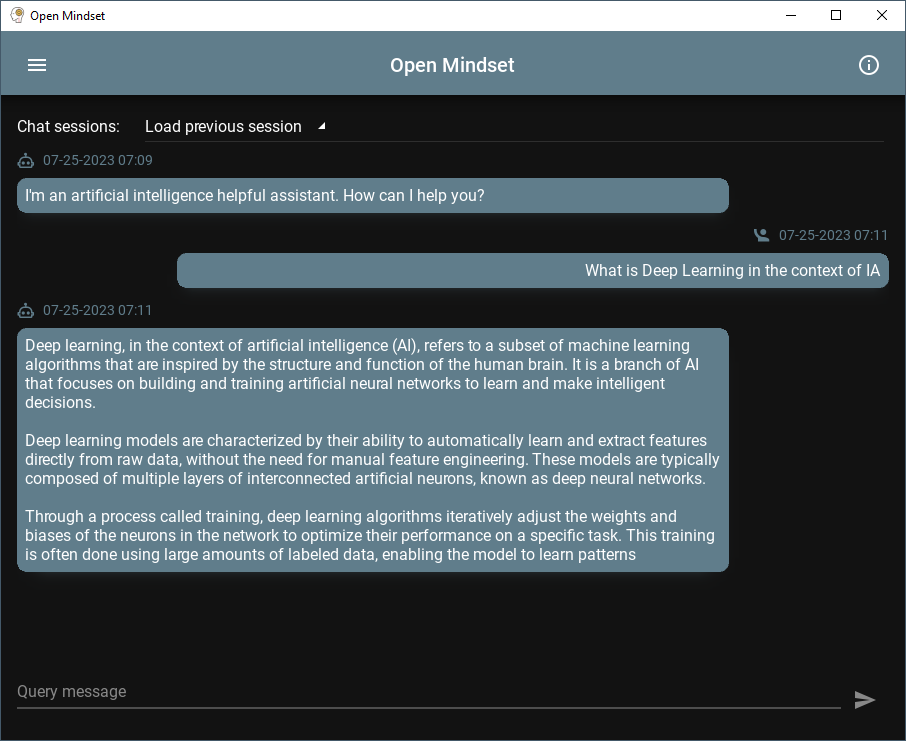 Open Mindset
Open Mindset
Chat sessions: Load previous session
07-25-2023 07:09
I'm an artificial intelligence helpful assistant. How can I help you?
07-25-2023 07:11
What is Deep Learning in the context of IA
07-25-2023 07:11
Deep learning, in the context of artificial intelligence (AI), refers to a subset of machine learning
algorithms that are inspired by the structure and function of the human brain. It is a branch of AI
that focuses on building and training artificial neural networks to learn and make intelligent
decisions.
Deep learning models are characterized by their ability to automatically learn and extract features
directly from raw data, without the need for manual feature engineering. These models are typically
composed of multiple layers of interconnected artificial neurons, known as deep neural networks.
Through a process called training, deep learning algorithms iteratively adjust the weights and
biases of the neurons in the network to optimize their performance on a specific task. This training
is often done using large amounts of labeled data, enabling the model to learn patterns
Query message